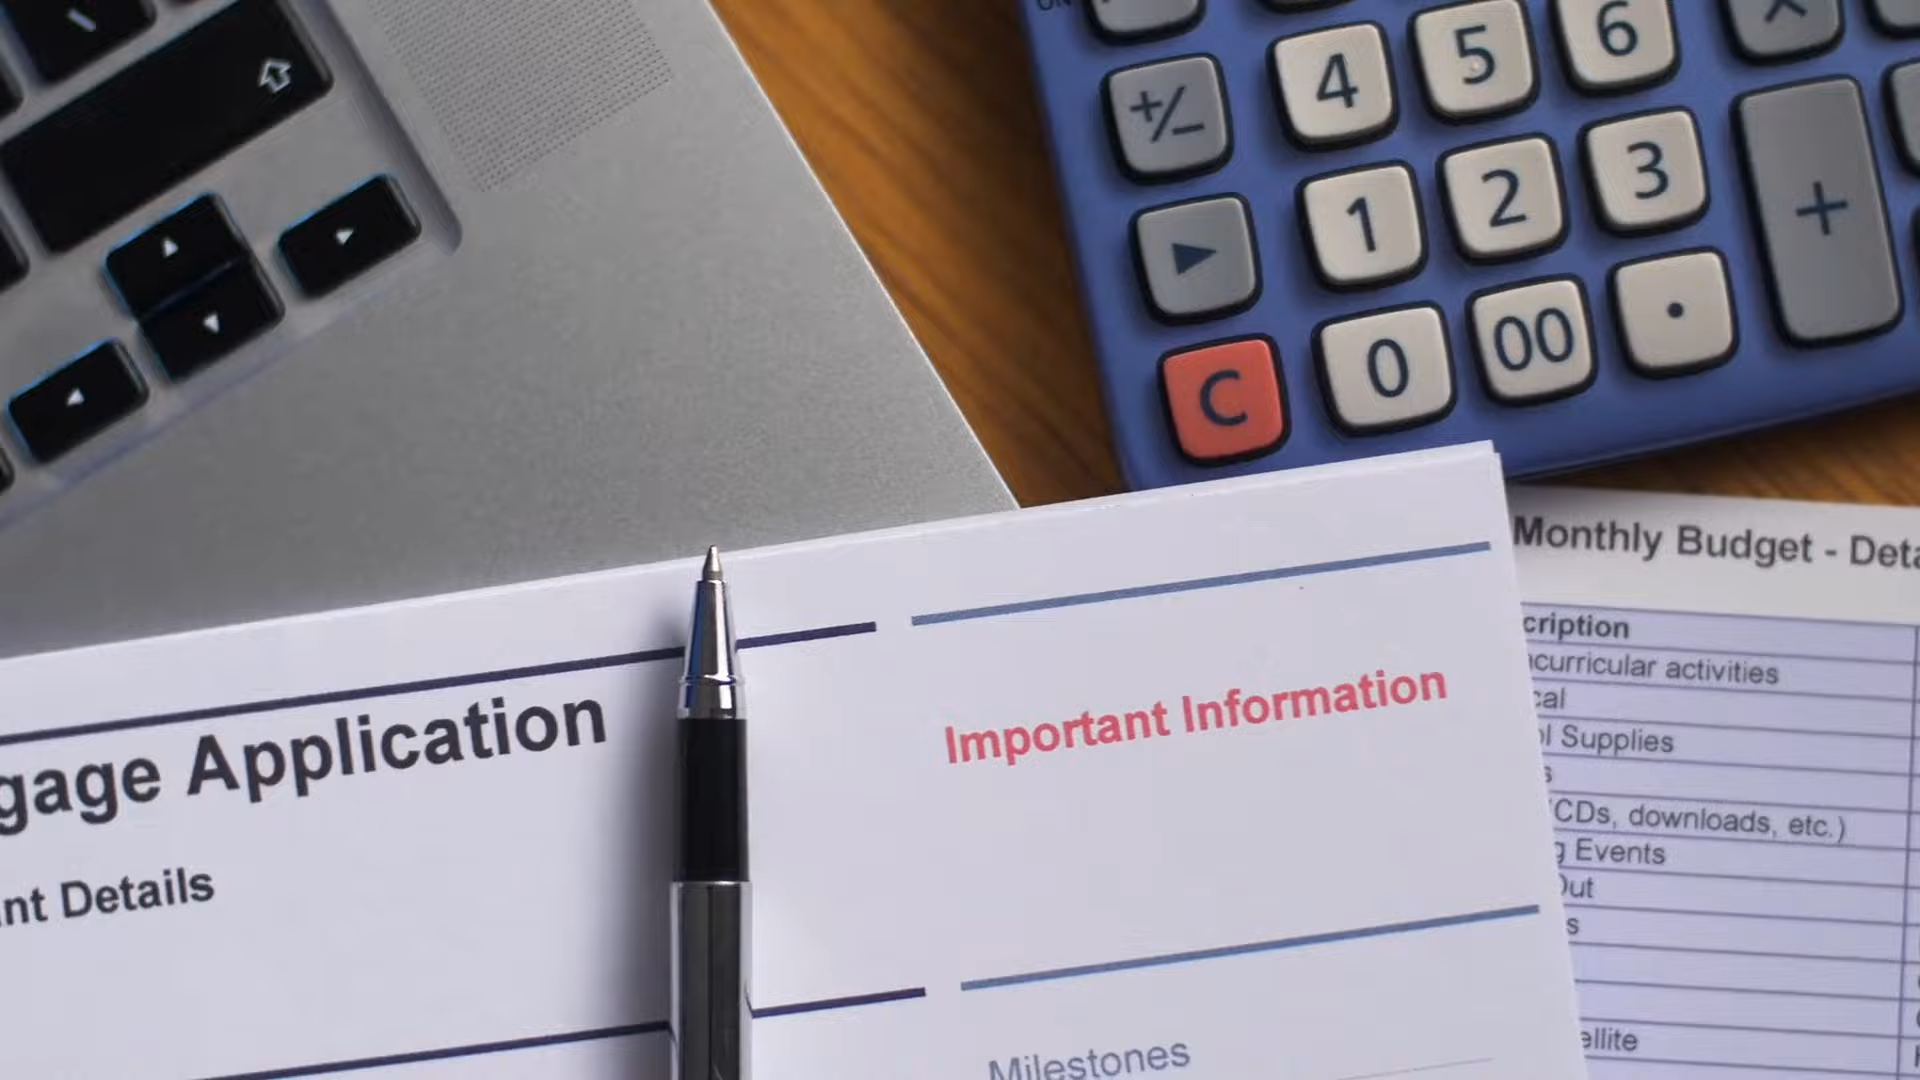 4 5 6
+/-
1 2 3
+
0 00 .
C
gage Application
nt Details
Important Information
Milestones
Monthly Budget - Deta
cription
curricular activities
cal
l Supplies
s
CDs, downloads, etc.)
g Events
Out
s
ellite